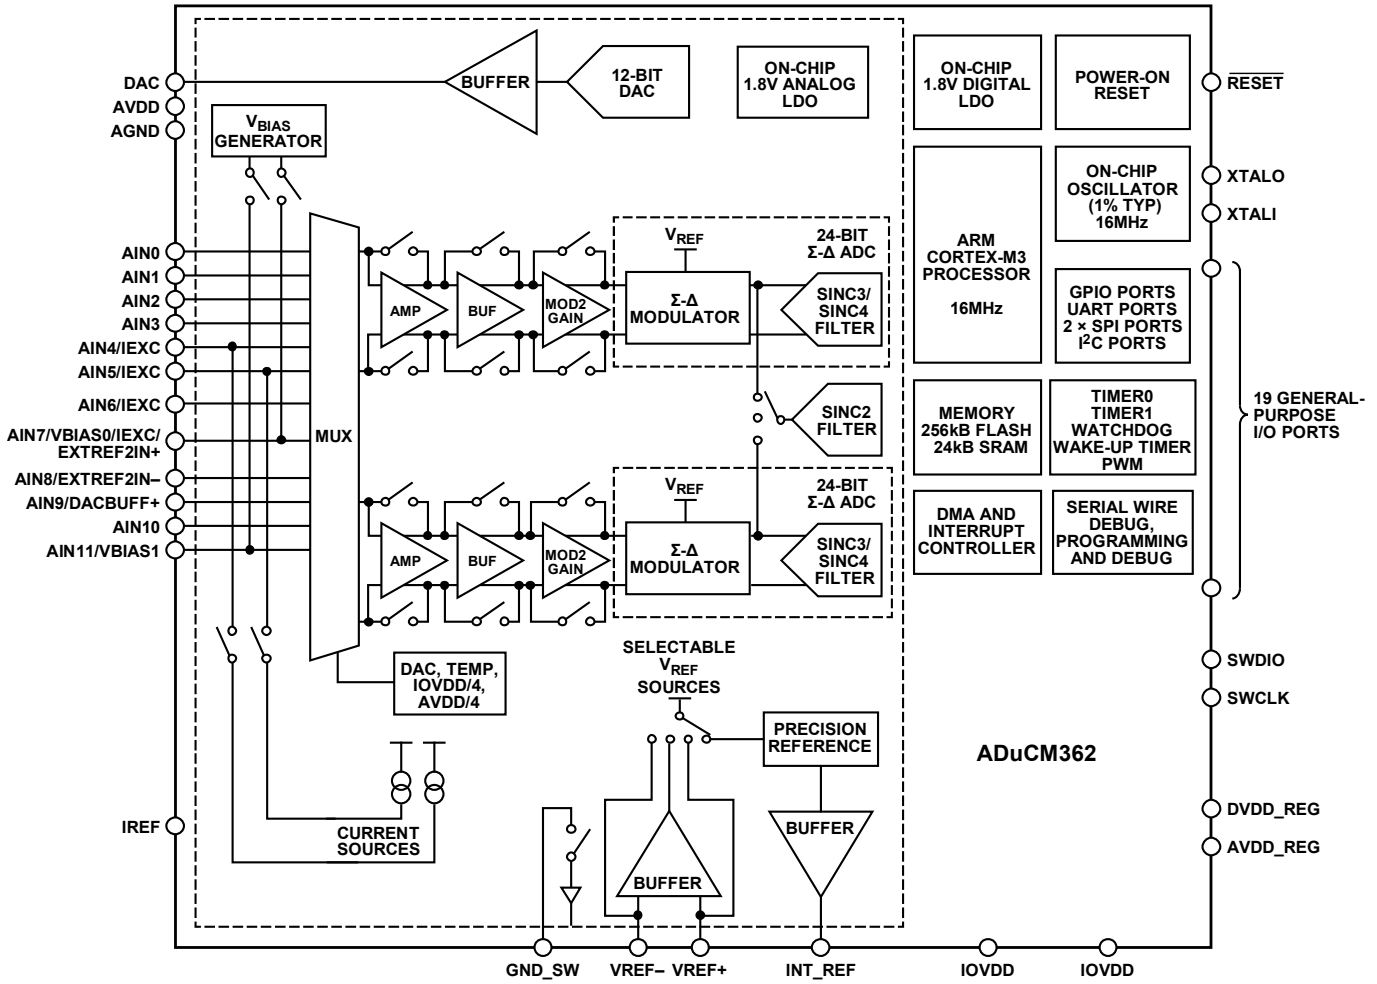 DAC
AVDD
AGND
VBIAS
GENERATOR
BUFFER
12-BIT
DAC
ON-CHIP
1.8V ANALOG
LDO
ON-CHIP
1.8V DIGITAL
LDO
POWER-ON
RESET
RESET
XTALO
XTALI
ON-CHIP
OSCILLATOR
(1% TYP)
16MHz
ARM
CORTEX-M3
PROCESSOR
16MHz
GPIO PORTS
UART PORTS
2 × SPI PORTS
I2C PORTS
AIN0
AIN1
AIN2
AIN3
AIN4/IEXC
AIN5/IEXC
AIN6/IEXC
AIN7/VBIAS0/IEXC/
EXTREF2IN+
AIN8/EXTREF2IN–
AIN9/DACBUFF+
AIN10
AIN11/VBIAS1
MUX
AMP
BUF
MOD2
GAIN
VREF
24-BIT
Σ-Δ ADC
Σ-Δ
MODULATOR
SINC3/
SINC4
FILTER
SINC2
FILTER
MEMORY
256kB FLASH
24kB SRAM
TIMER0
TIMER1
WATCHDOG
WAKE-UP TIMER
PWM
19 GENERAL-
PURPOSE
I/O PORTS
AMP
BUF
MOD2
GAIN
VREF
24-BIT
Σ-Δ ADC
Σ-Δ
MODULATOR
SINC3/
SINC4
FILTER
DMA AND
INTERRUPT
CONTROLLER
SERIAL WIRE
DEBUG,
PROGRAMMING
AND DEBUG
DAC, TEMP,
IOVDD/4,
AVDD/4
SELECTABLE
VREF
SOURCES
PRECISION
REFERENCE
SWDIO
SWCLK
ADuCM362
IREF
CURRENT
SOURCES
BUFFER
BUFFER
DVDD_REG
AVDD_REG
GND_SW
VREF–
VREF+
INT_REF
IOVDD
IOVDD